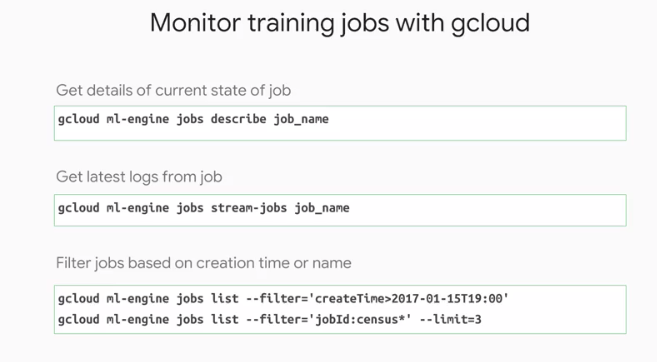 Monitor training jobs with gcloud
Get details of current state of job
gcloud ml-engine jobs describe job_name
Get latest logs from job
gcloud ml-engine jobs stream-jobs job_name
Filter jobs based on creation time or name
gcloud ml-engine jobs list --filter='createTime>2017-01-15T19:00'
gcloud ml-engine jobs list --filter='jobId:census*' --limit=3